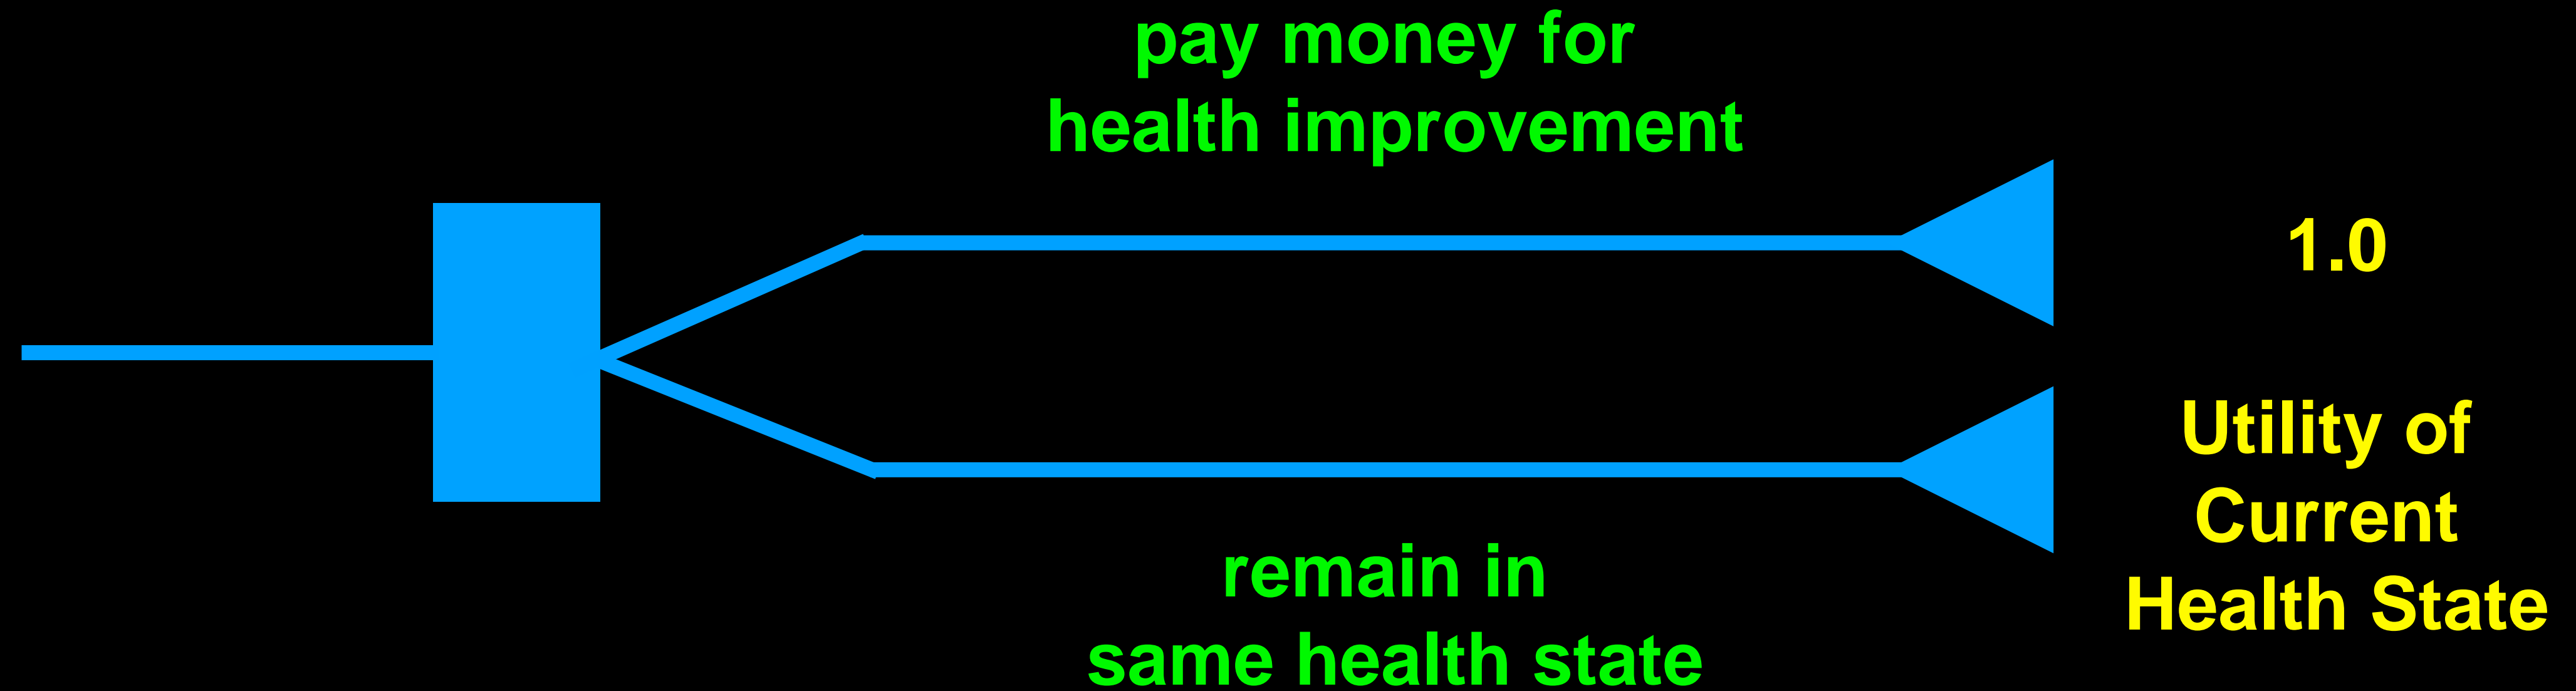 pay money for
health improvement
1.0
Utility of
Current
Health State
remain in
same health state